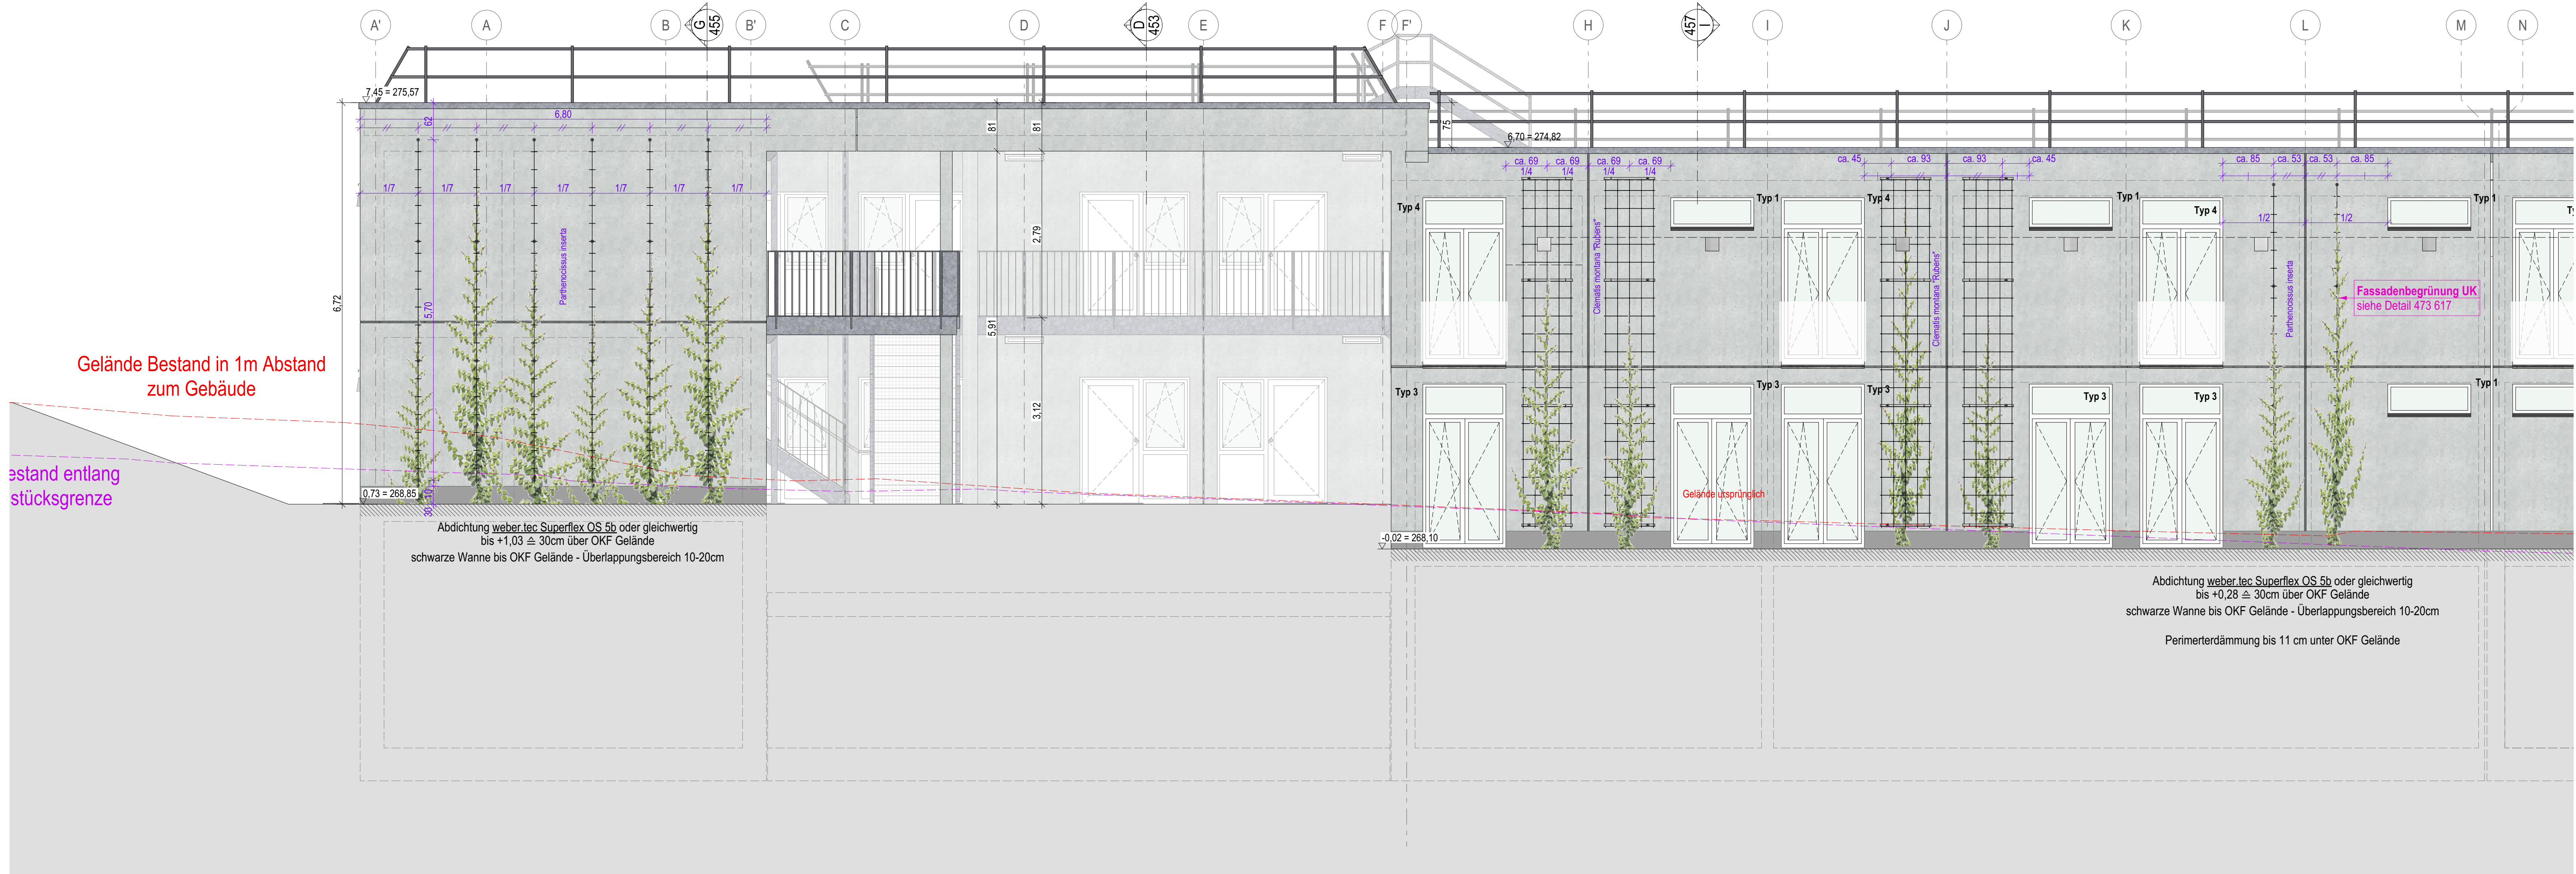 A'
A
B
G
455
B'
C
D
D
453
E
F
F'
H
457
I
I
J
K
L
M
N
7,45 = 275,57
6,80
62
81
81
75
6,70 = 274,82
ca. 69
ca. 69
ca. 69
ca. 69
1/4
1/4
1/4
1/4
ca. 45
ca. 93
ca. 93
ca. 45
ca. 85
ca. 53
ca. 53
ca. 85
1/7
1/7
1/7
1/7
1/7
1/7
1/7
1/2
1/2
Typ 4
Typ 1
Typ 4
Typ 1
Typ 4
Typ 1
Parthenocissus inserta
Clematis montana "Rubens"
Clematis montana "Rubens"
Parthenocissus inserta
2,79
6,72
5,70
5,91
3,12
Fassadenbegrünung UK
siehe Detail 473 617
Gelände Bestand in 1m Abstand
zum Gebäude
Typ 3
Typ 3
Typ 3
Typ 3
Typ 3
Typ 1
estand entlang
stücksgrenze
0,73 = 268,85
10
30
Gelände ursprünglich
-0,02 = 268,10
Abdichtung weber.tec Superflex OS 5b oder gleichwertig
bis +1,03 ≙ 30cm über OKF Gelände
schwarze Wanne bis OKF Gelände - Überlappungsbereich 10-20cm
Abdichtung weber.tec Superflex OS 5b oder gleichwertig
bis +0,28 ≙ 30cm über OKF Gelände
schwarze Wanne bis OKF Gelände - Überlappungsbereich 10-20cm
Perimerterdämmung bis 11 cm unter OKF Gelände